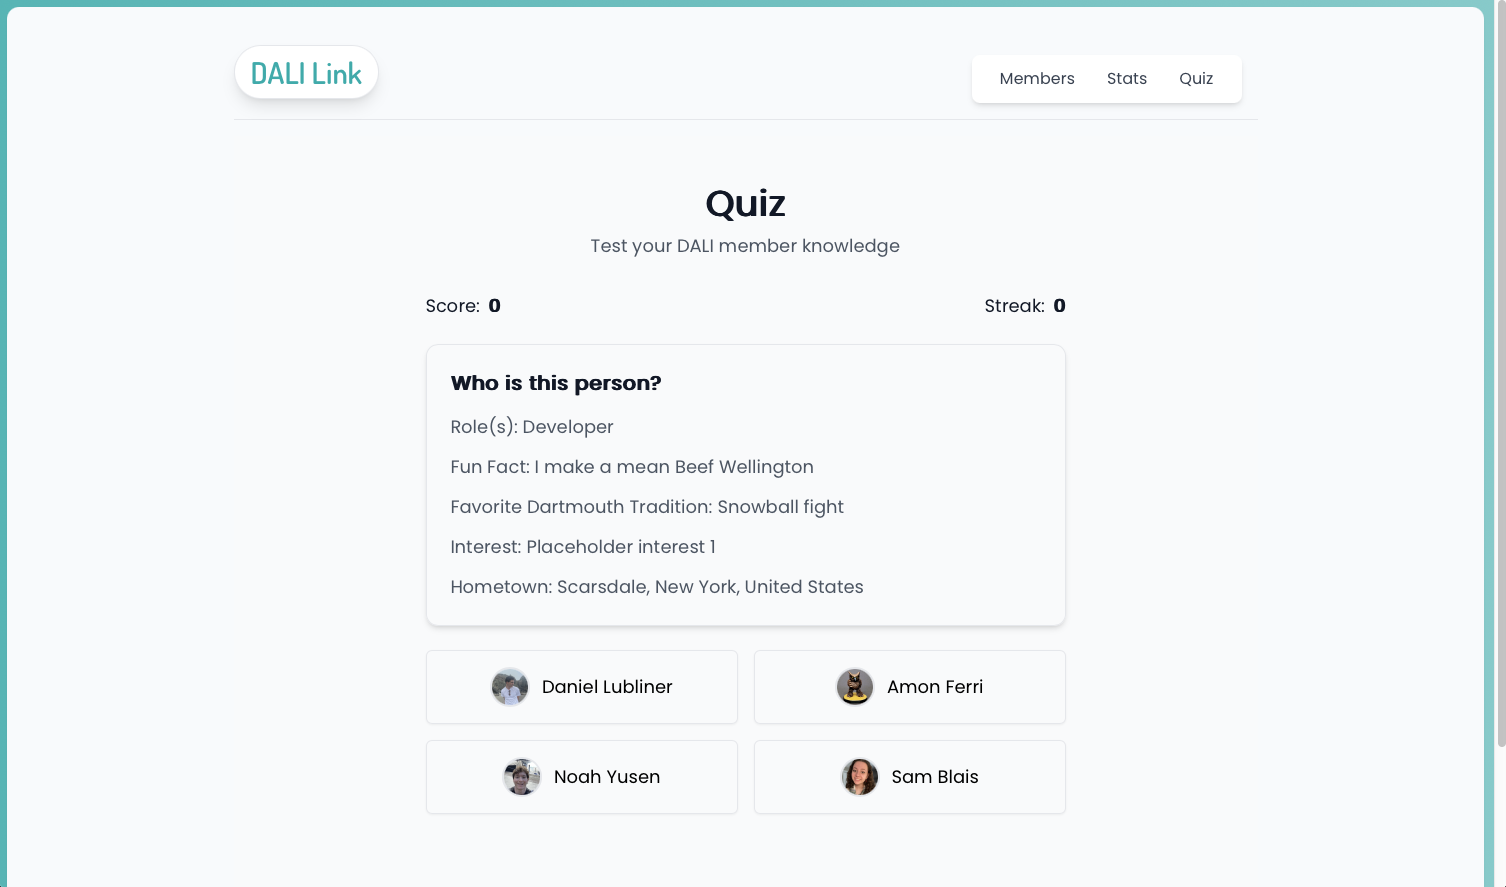 DALI Link
Members Stats Quiz
Quiz
Test your DALI member knowledge
Score: 0 Streak: 0
Who is this person?
Role(s): Developer
Fun Fact: I make a mean Beef Wellington
Favorite Dartmouth Tradition: Snowball fight
Interest: Placeholder interest 1
Hometown: Scarsdale, New York, United States
Daniel Lubliner Amon Ferri
Noah Yusen Sam Blais